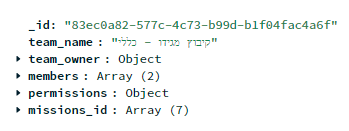 _id: "83ec0a82-577c-4c73-b99d-b1f04fac4a6f"
team_name: "קיבוץ מגידו - כללי"
team_owner: Object
members: Array (2)
permissions: Object
missions_id: Array (7)